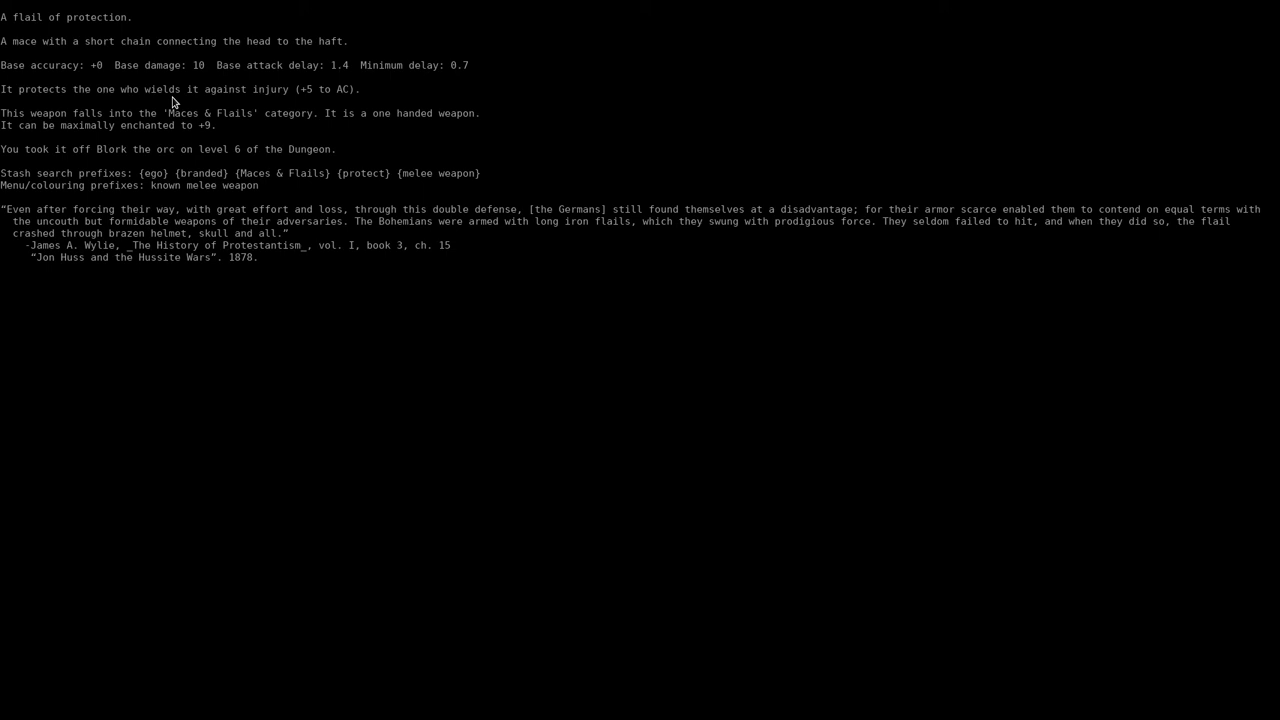 A flail of protection.
A mace with a short chain connecting the head to the haft.
Base accuracy: +0  Base damage: 10  Base attack delay: 1.4  Minimum delay: 0.7
It protects the one who wields it against injury (+5 to AC).
This weapon falls into the 'Maces & Flails' category. It is a one handed weapon.
It can be maximally enchanted to +9.
You took it off Blork the orc on level 6 of the Dungeon.
Stash search prefixes: {ego} {branded} {Maces & Flails} {protect} {melee weapon}
Menu/colouring prefixes: known melee weapon
“Even after forcing their way, with great effort and loss, through this double defense, [the Germans] still found themselves at a disadvantage; for their armor scarce enabled them to contend on equal terms with
the uncouth but formidable weapons of their adversaries. The Bohemians were armed with long iron flails, which they swung with prodigious force. They seldom failed to hit, and when they did so, the flail
crashed through brazen helmet, skull and all.”
-James A. Wylie, _The History of Protestantism_, vol. I, book 3, ch. 15
“Jon Huss and the Hussite Wars”. 1878.